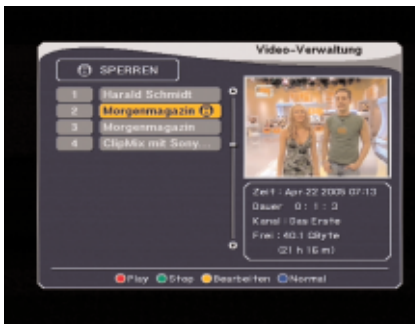 Video-Verwaltung
SPERREN
1 Harald Schmidt
2 Morgenmagazin
3 Morgenmagazin
4 ClipMix mit Sony...
Zeit : Apr-22 2005 07:13
Dauer 0 : 1 : 3
Kanal : Das Erste
Frei : 40.1 GByte
(21 h 16 m)
Play Stop Bearbeiten Normal